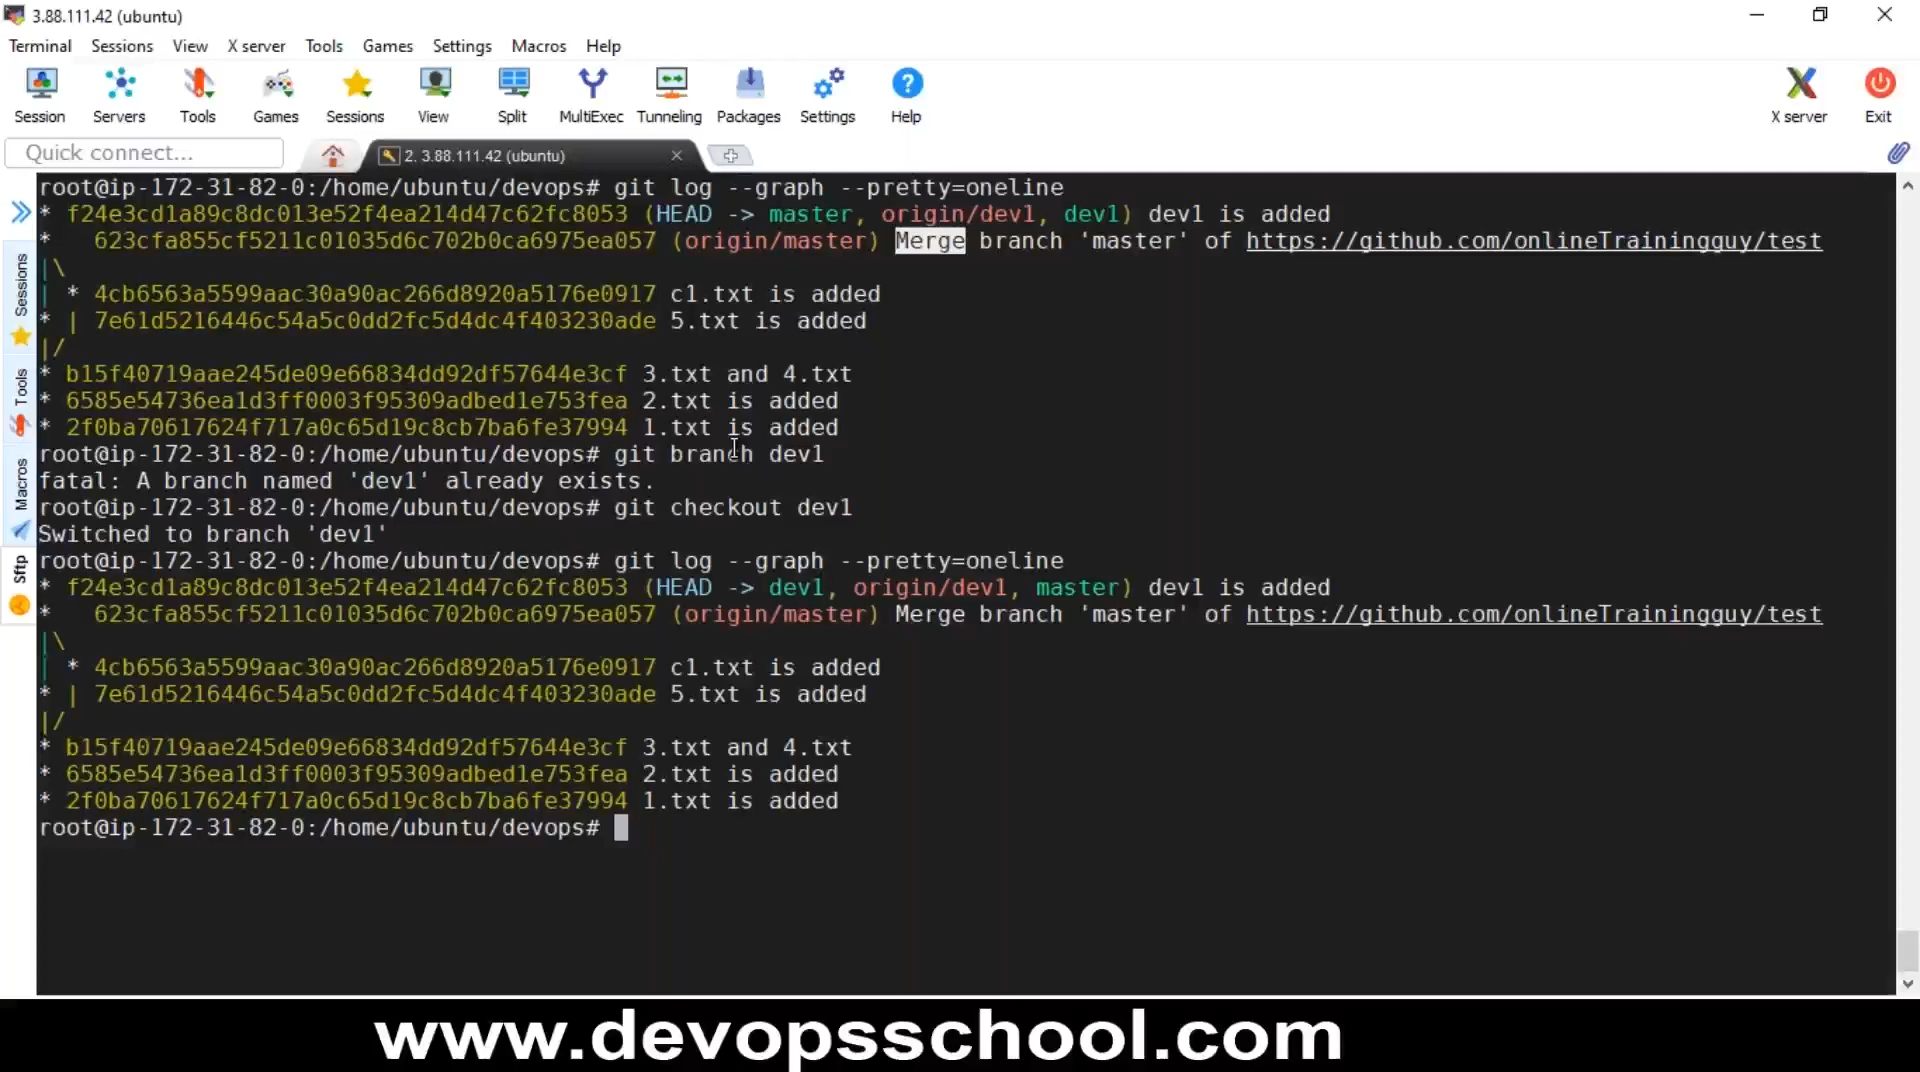 3.88.111.42 (ubuntu)
Terminal Sessions View X server Tools Games Settings Macros Help
Session Servers Tools Games Sessions View Split MultiExec Tunneling Packages Settings Help X server Exit
Quick connect... 2. 3.88.111.42 (ubuntu)
Sessions
Tools
Macros
Sftp
root@ip-172-31-82-0:/home/ubuntu/devops# git log --graph --pretty=oneline
* f24e3cd1a89c8dc013e52f4ea214d47c62fc8053 (HEAD -> master, origin/dev1, dev1) dev1 is added
*   623cfa855cf5211c01035d6c702b0ca6975ea057 (origin/master) Merge branch 'master' of https://github.com/onlineTrainingguy/test
|\
| * 4cb6563a5599aac30a90ac266d8920a5176e0917 c1.txt is added
* | 7e61d5216446c54a5c0dd2fc5d4dc4f403230ade 5.txt is added
|/
* b15f40719aae245de09e66834dd92df57644e3cf 3.txt and 4.txt
* 6585e54736ea1d3ff0003f95309adbed1e753fea 2.txt is added
* 2f0ba70617624f717a0c65d19c8cb7ba6fe37994 1.txt is added
root@ip-172-31-82-0:/home/ubuntu/devops# git branch dev1
fatal: A branch named 'dev1' already exists.
root@ip-172-31-82-0:/home/ubuntu/devops# git checkout dev1
Switched to branch 'dev1'
root@ip-172-31-82-0:/home/ubuntu/devops# git log --graph --pretty=oneline
* f24e3cd1a89c8dc013e52f4ea214d47c62fc8053 (HEAD -> dev1, origin/dev1, master) dev1 is added
*   623cfa855cf5211c01035d6c702b0ca6975ea057 (origin/master) Merge branch 'master' of https://github.com/onlineTrainingguy/test
|\
| * 4cb6563a5599aac30a90ac266d8920a5176e0917 c1.txt is added
* | 7e61d5216446c54a5c0dd2fc5d4dc4f403230ade 5.txt is added
|/
* b15f40719aae245de09e66834dd92df57644e3cf 3.txt and 4.txt
* 6585e54736ea1d3ff0003f95309adbed1e753fea 2.txt is added
* 2f0ba70617624f717a0c65d19c8cb7ba6fe37994 1.txt is added
root@ip-172-31-82-0:/home/ubuntu/devops#
www.devopsschool.com